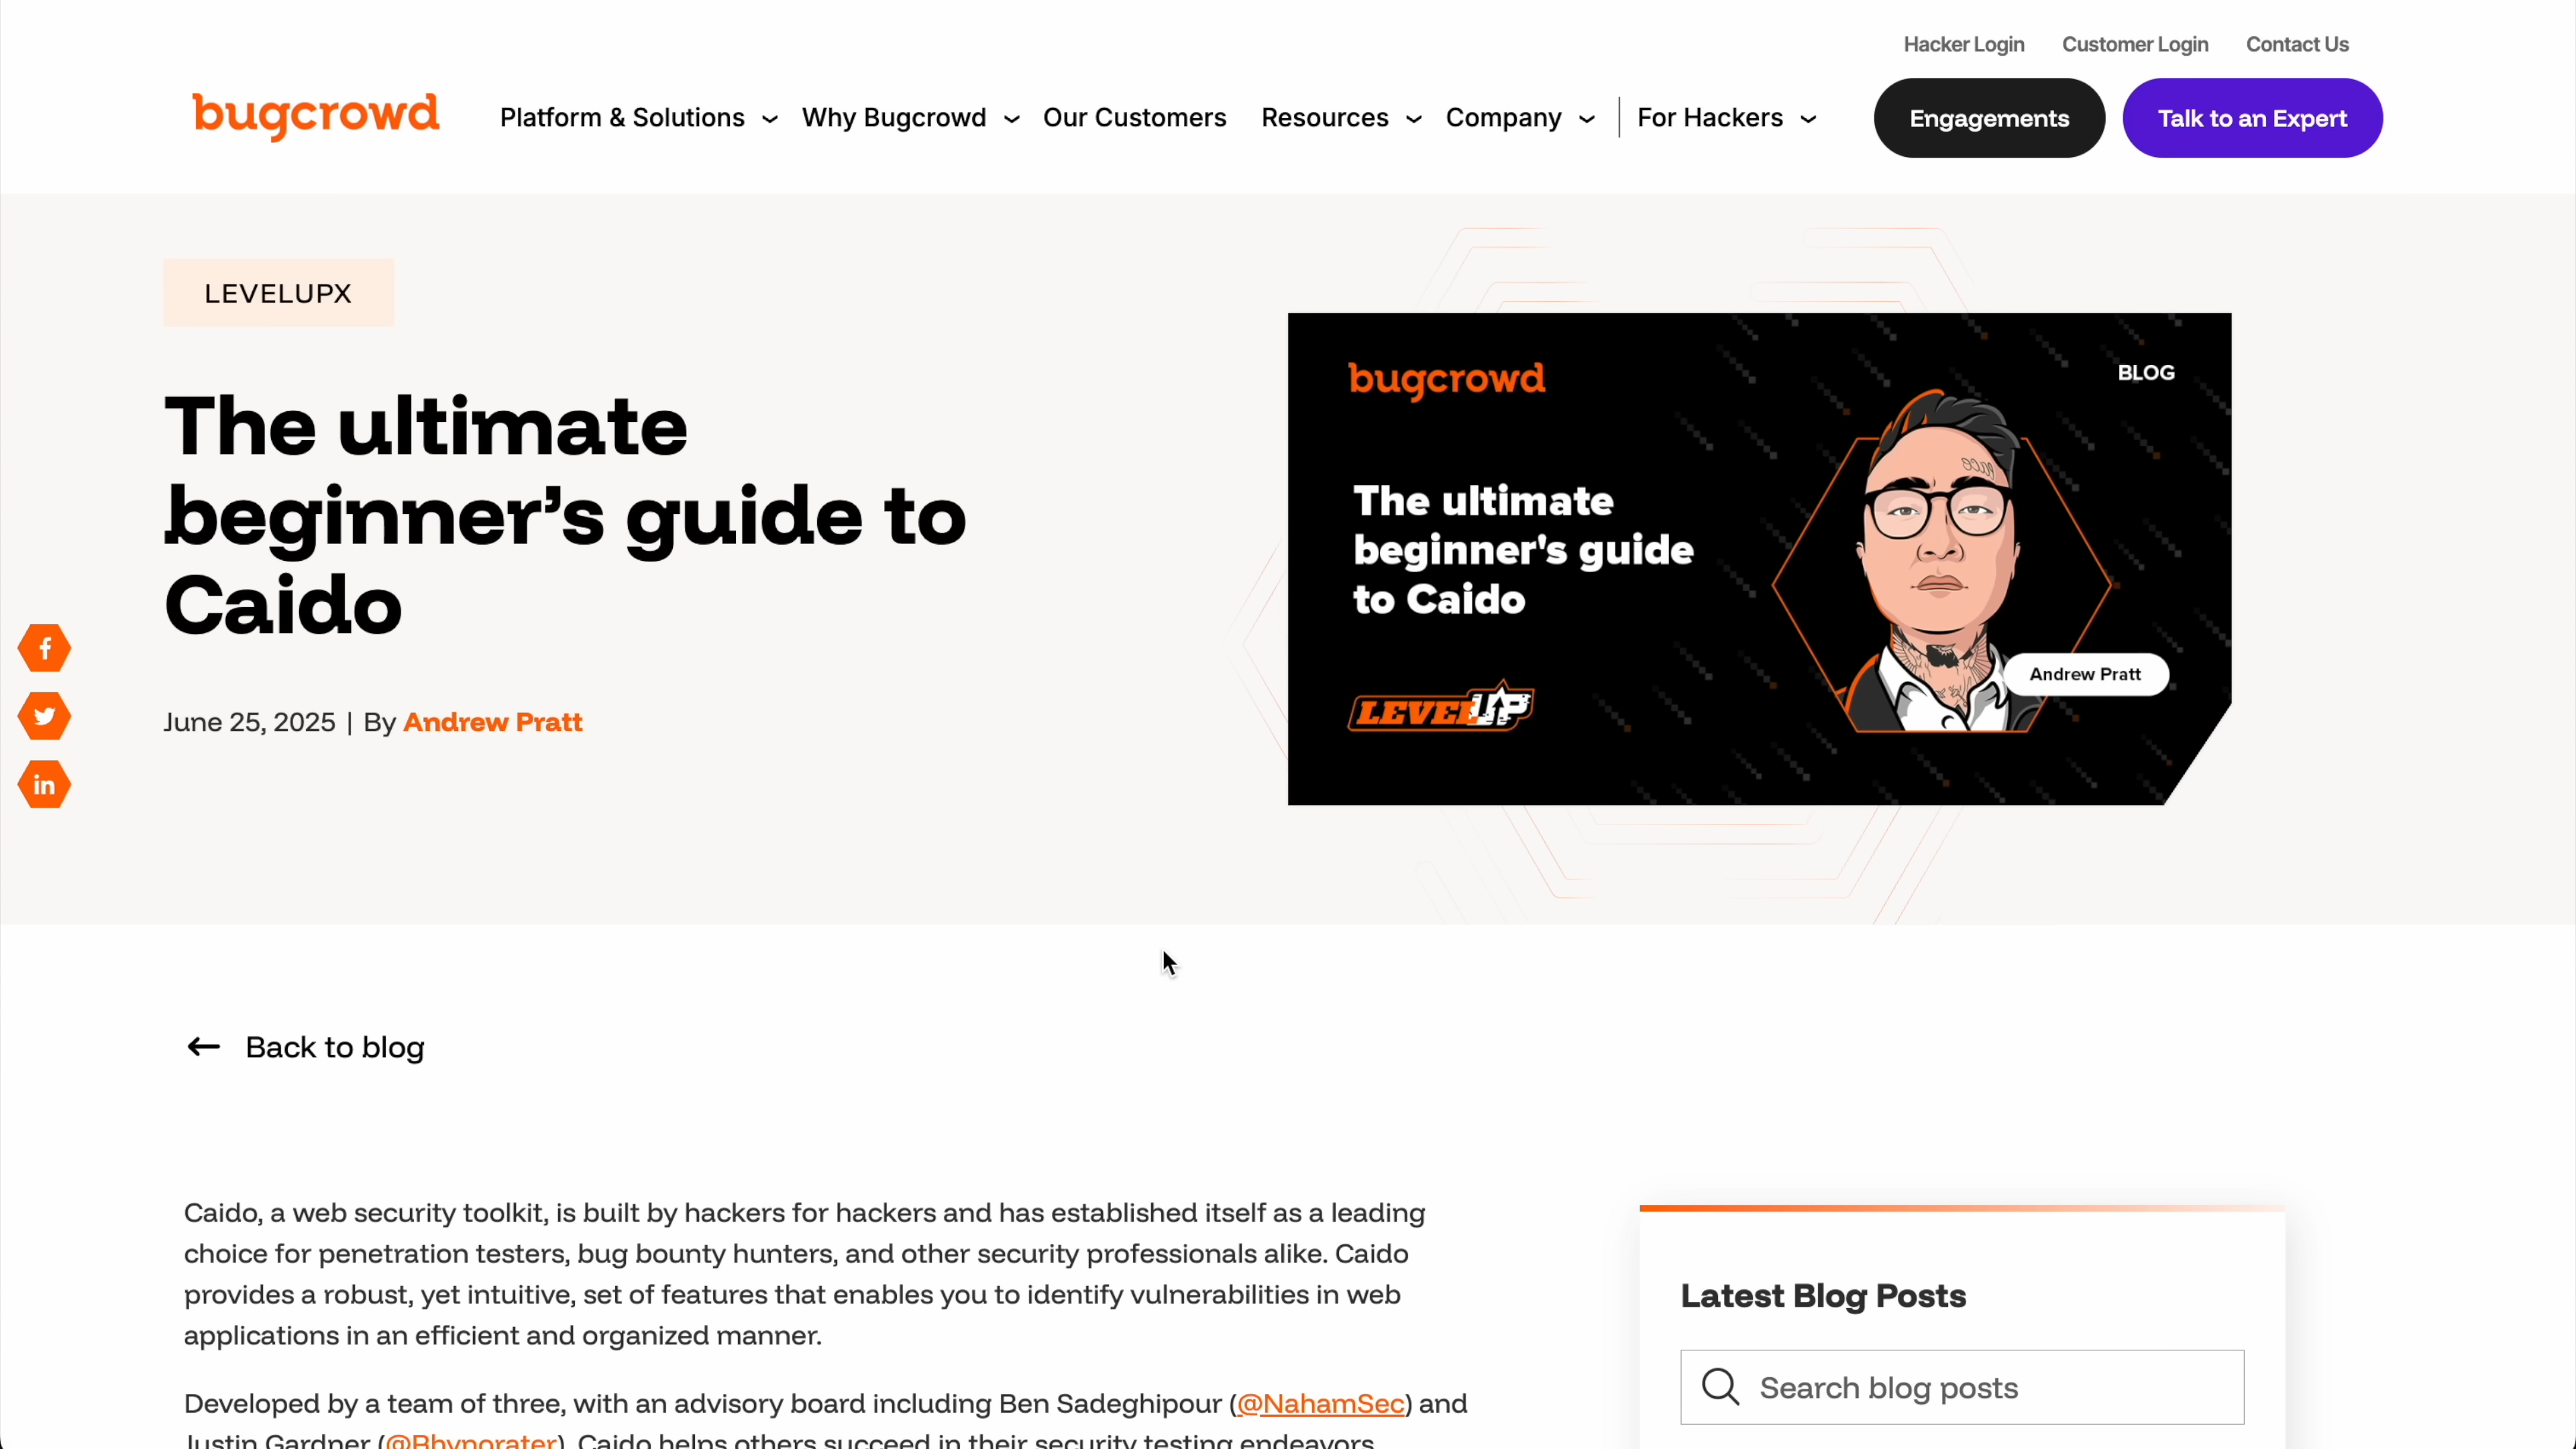 Hacker Login Customer Login Contact Us
bugcrowd Platform & Solutions Why Bugcrowd Our Customers Resources Company For Hackers Engagements Talk to an Expert
LEVELUPX
The ultimate
beginner’s guide to
Caido
June 25, 2025 | By Andrew Pratt
bugcrowd
BLOG
The ultimate
beginner's guide
to Caido
Andrew Pratt
LEVELUP
Back to blog
Caido, a web security toolkit, is built by hackers for hackers and has established itself as a leading
choice for penetration testers, bug bounty hunters, and other security professionals alike. Caido
provides a robust, yet intuitive, set of features that enables you to identify vulnerabilities in web
applications in an efficient and organized manner.
Developed by a team of three, with an advisory board including Ben Sadeghipour (@NahamSec) and
Justin Gardner (@Rhynorater), Caido helps others succeed in their security testing endeavors
Latest Blog Posts
Search blog posts